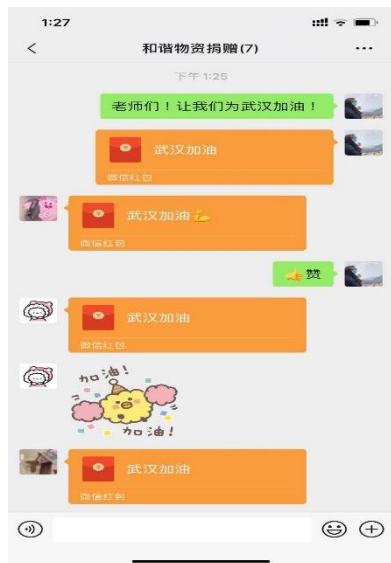 1:27
和谐物资捐赠(7)
下午 1:25
老师们！让我们为武汉加油！
武汉加油
微信红包
武汉加油💪
微信红包
👍赞
武汉加油
微信红包
加油!
加油!
武汉加油
微信红包